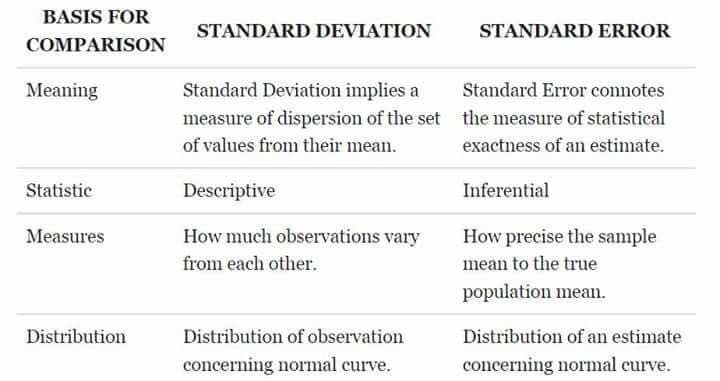 BASIS FOR COMPARISON STANDARD DEVIATION STANDARD ERROR
Meaning
Standard Deviation implies a
measure of dispersion of the set
of values from their mean.
Standard Error connotes
the measure of statistical
exactness of an estimate.
Statistic
Descriptive
Inferential
Measures
How much observations vary
from each other.
How precise the sample
mean to the true
population mean.
Distribution
Distribution of observation
concerning normal curve.
Distribution of an estimate
concerning normal curve.